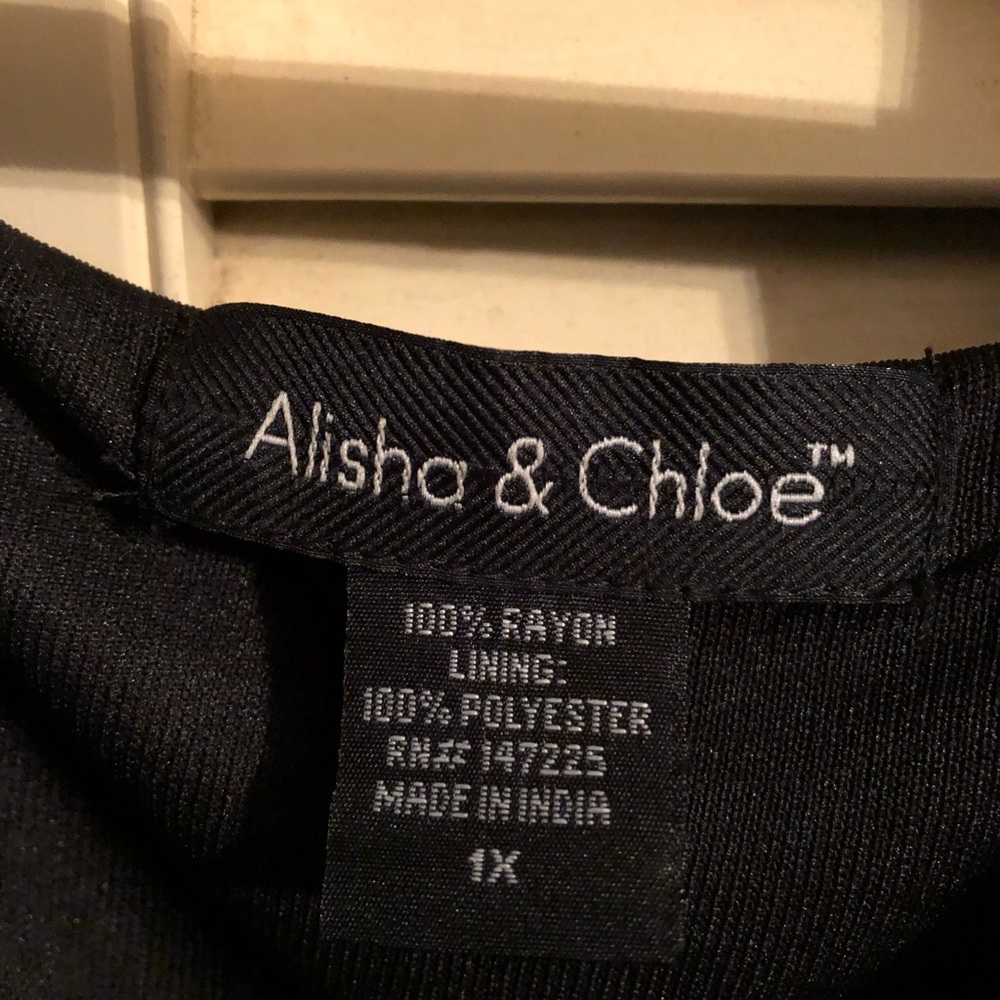 Alisha & Chloe™
100% RAYON
LINING:
100% POLYESTER
RN# 147225
MADE IN INDIA
1X